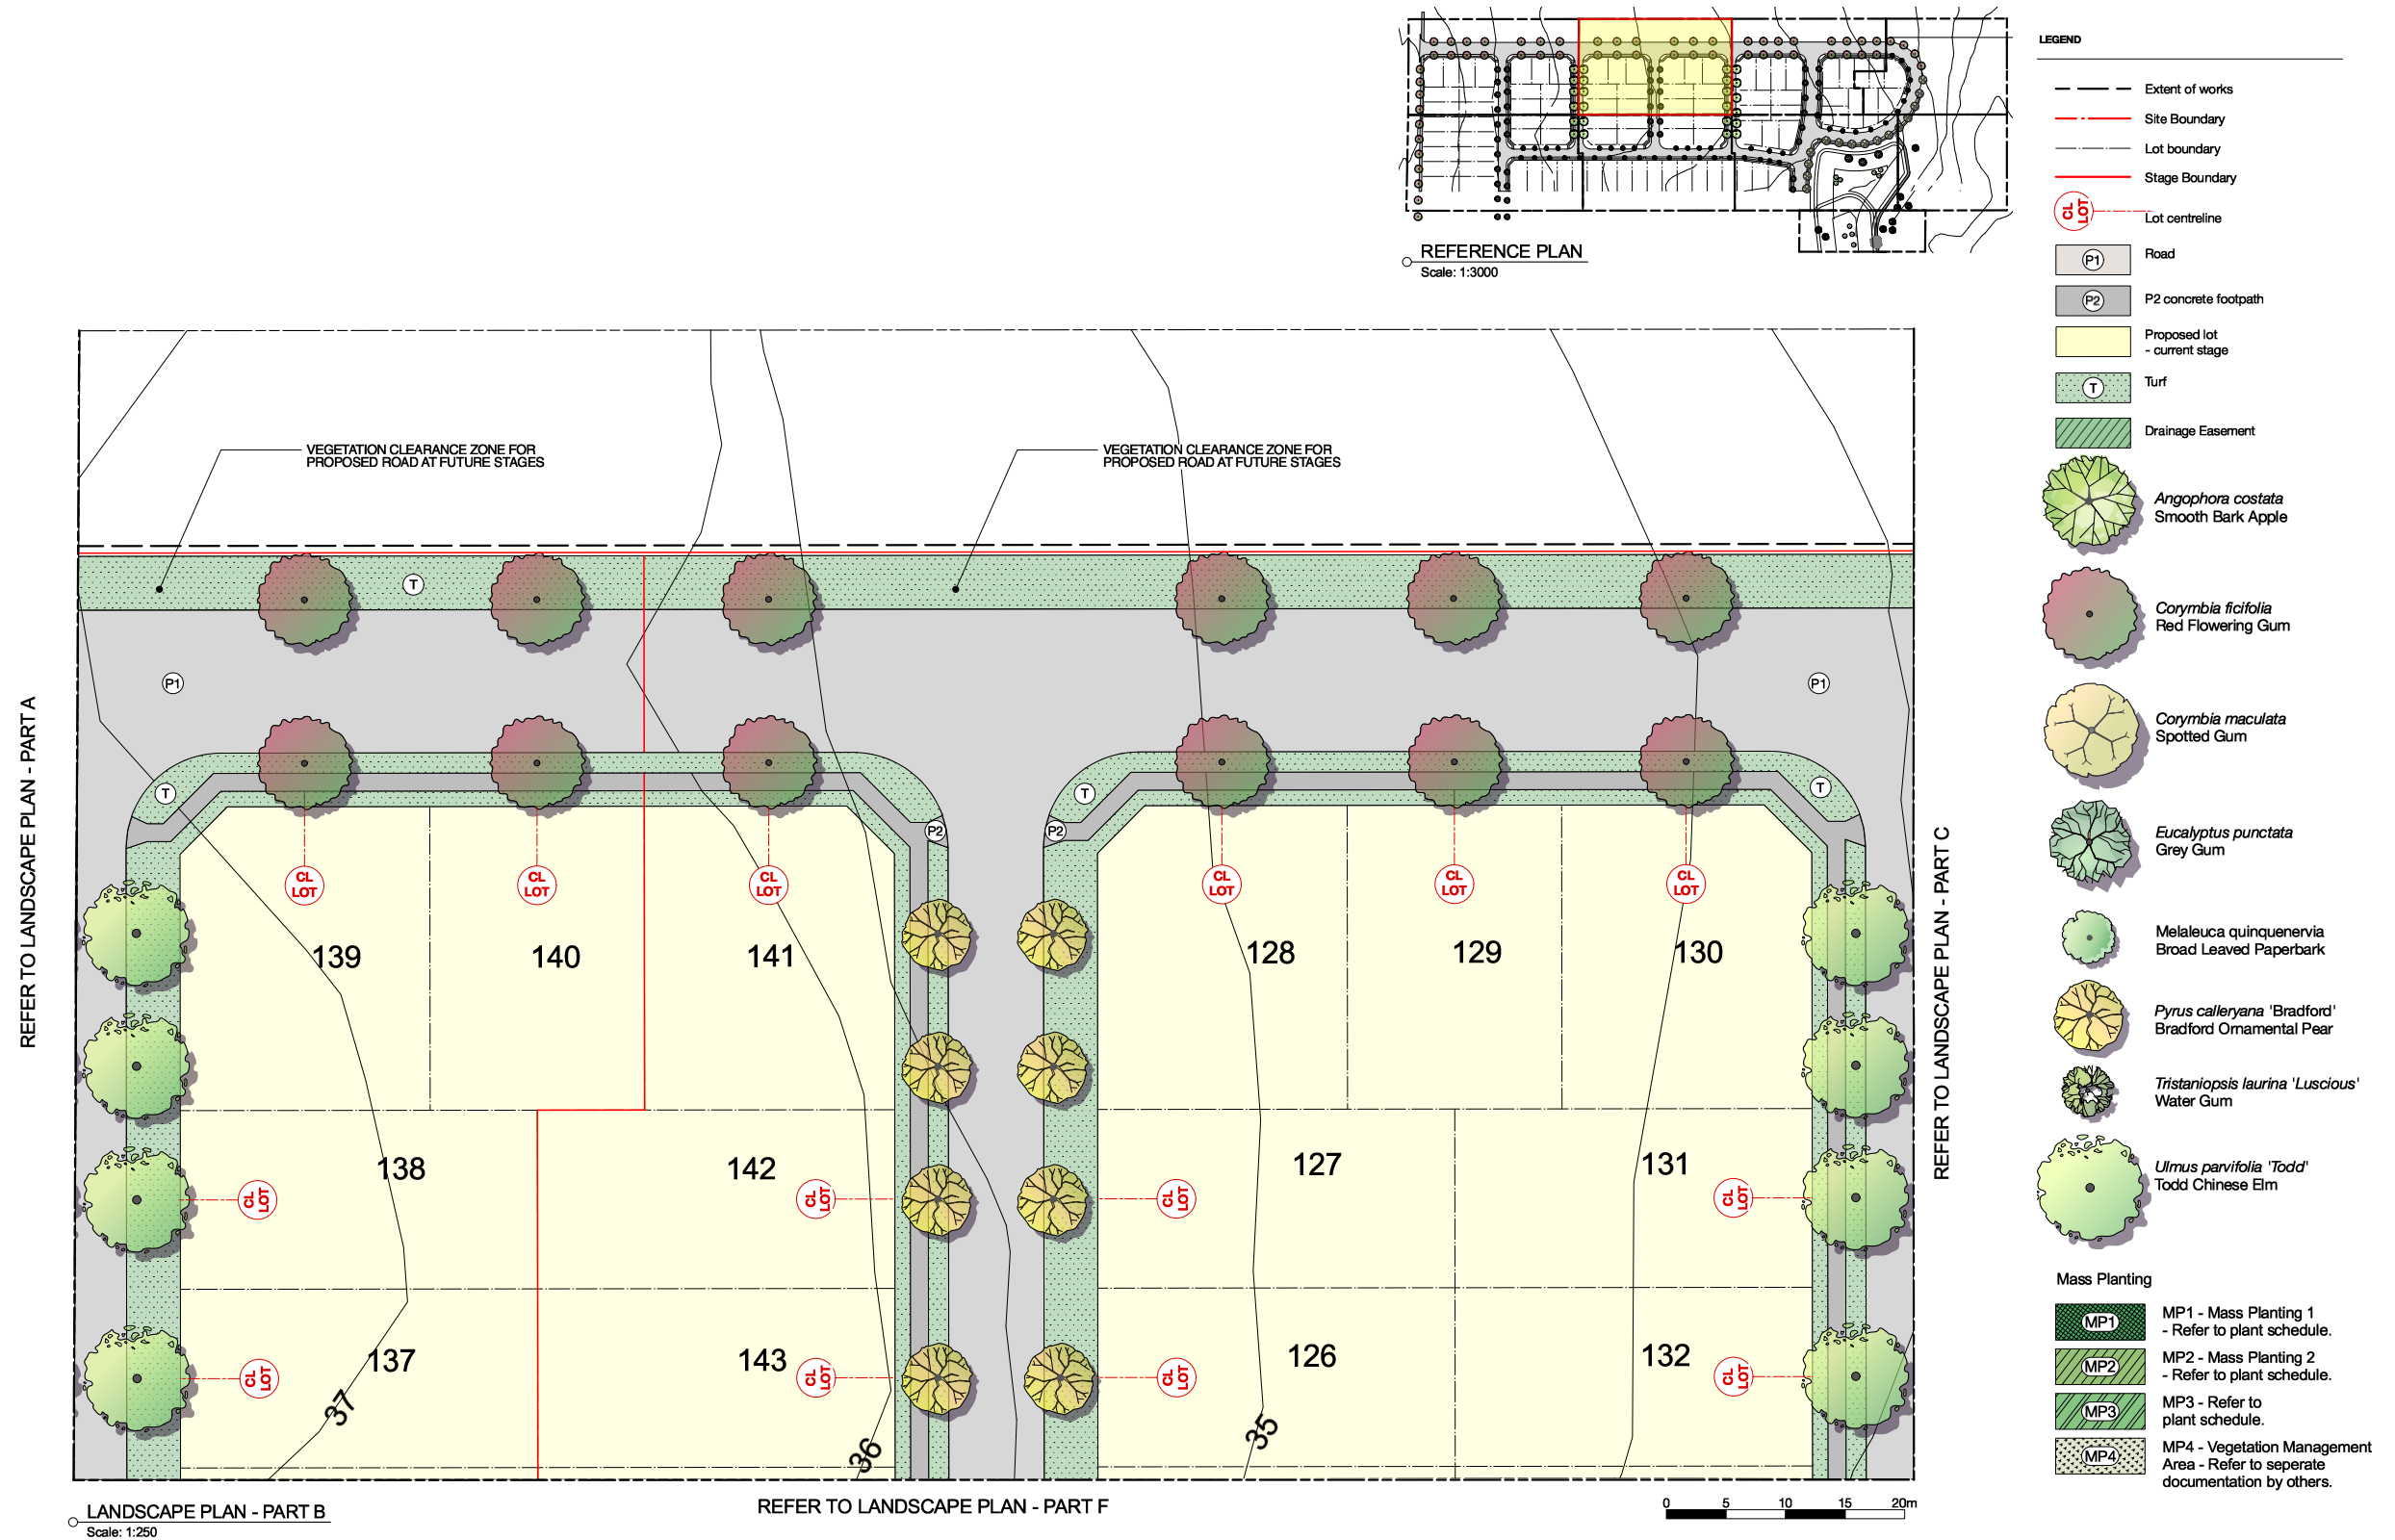 REFERENCE PLAN
Scale: 1:3000
LEGEND
Extent of works
Site Boundary
Lot boundary
Stage Boundary
CL
LOT
Lot centreline
P1
Road
P2
P2 concrete footpath
Proposed lot
- current stage
T
Turf
Drainage Easement
Angophora costata
Smooth Bark Apple
Corymbia ficifolia
Red Flowering Gum
Corymbia maculata
Spotted Gum
Eucalyptus punctata
Grey Gum
Melaleuca quinquenervia
Broad Leaved Paperbark
Pyrus calleryana 'Bradford'
Bradford Ornamental Pear
Tristaniopsis laurina 'Luscious'
Water Gum
Ulmus parvifolia 'Todd'
Todd Chinese Elm
Mass Planting
MP1
MP1 - Mass Planting 1
- Refer to plant schedule.
MP2
MP2 - Mass Planting 2
- Refer to plant schedule.
MP3
MP3 - Refer to
plant schedule.
MP4
MP4 - Vegetation Management
Area - Refer to seperate
documentation by others.
VEGETATION CLEARANCE ZONE FOR
PROPOSED ROAD AT FUTURE STAGES
VEGETATION CLEARANCE ZONE FOR
PROPOSED ROAD AT FUTURE STAGES
T
P1
P1
REFER TO LANDSCAPE PLAN - PART A
REFER TO LANDSCAPE PLAN - PART C
T
P2
P2
T
T
CL
LOT
CL
LOT
CL
LOT
CL
LOT
CL
LOT
CL
LOT
139
140
141
128
129
130
138
142
127
131
CL
LOT
CL
LOT
CL
LOT
CL
LOT
137
143
126
132
CL
LOT
CL
LOT
CL
LOT
CL
LOT
37
36
35
LANDSCAPE PLAN - PART B
Scale: 1:250
REFER TO LANDSCAPE PLAN - PART F
0 5 10 15 20m